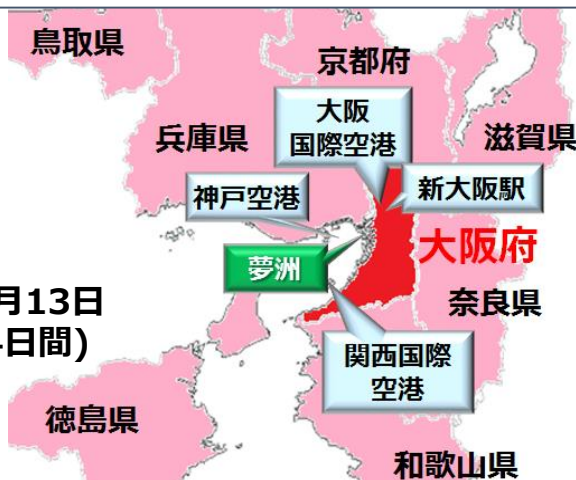 鳥取県
京都府
大阪
国際空港
兵庫県
滋賀県
新大阪駅
神戸空港
大阪府
夢洲
月13日
奈良県
日間)
関西国際
空港
徳島県
和歌山県